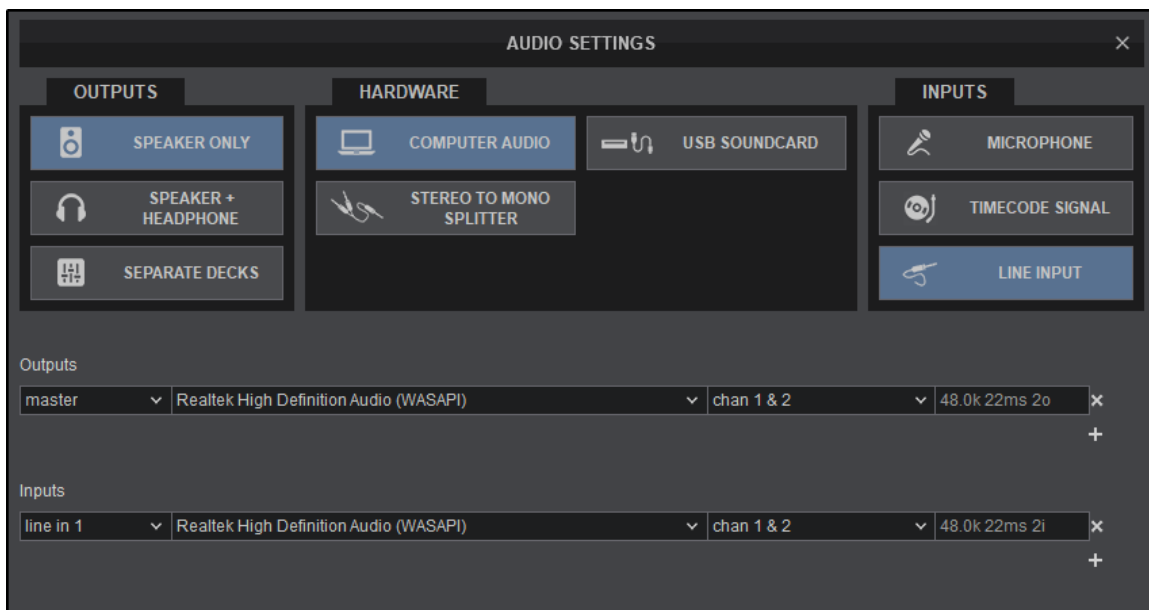 AUDIO SETTINGS
OUTPUTS
HARDWARE
INPUTS
SPEAKER ONLY
COMPUTER AUDIO
USB SOUNDCARD
MICROPHONE
SPEAKER +
HEADPHONE
STEREO TO MONO
SPLITTER
TIMECODE SIGNAL
SEPARATE DECKS
LINE INPUT
Outputs
master Realtek High Definition Audio (WASAPI) chan 1 & 2 48.0k 22ms 2o
Inputs
line in 1 Realtek High Definition Audio (WASAPI) chan 1 & 2 48.0k 22ms 2i